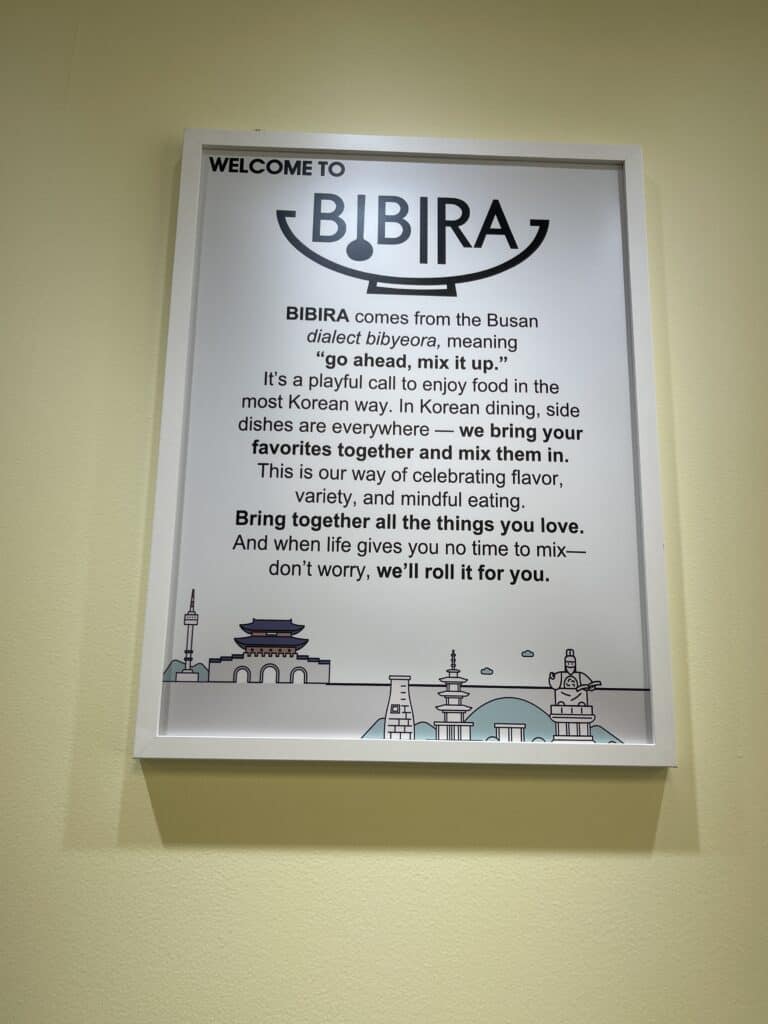 WELCOME TO
BIBIRA
BIBIRA comes from the Busan
dialect bibyeora, meaning
“go ahead, mix it up.”
It’s a playful call to enjoy food in the
most Korean way. In Korean dining, side
dishes are everywhere — we bring your
favorites together and mix them in.
This is our way of celebrating flavor,
variety, and mindful eating.
Bring together all the things you love.
And when life gives you no time to mix—
don’t worry, we’ll roll it for you.